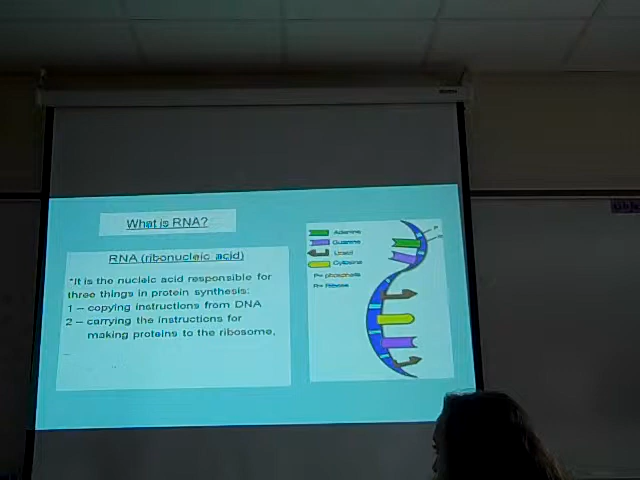 What is RNA?
RNA (ribonucleic acid)
*It is the nucleic acid responsible for
three things in protein synthesis:
1 – copying instructions from DNA
2 – carrying the instructions for
making proteins to the ribosome,
Adenine
Guanine
Uracil
Cytosine
P= phosphate
R= Ribose
P